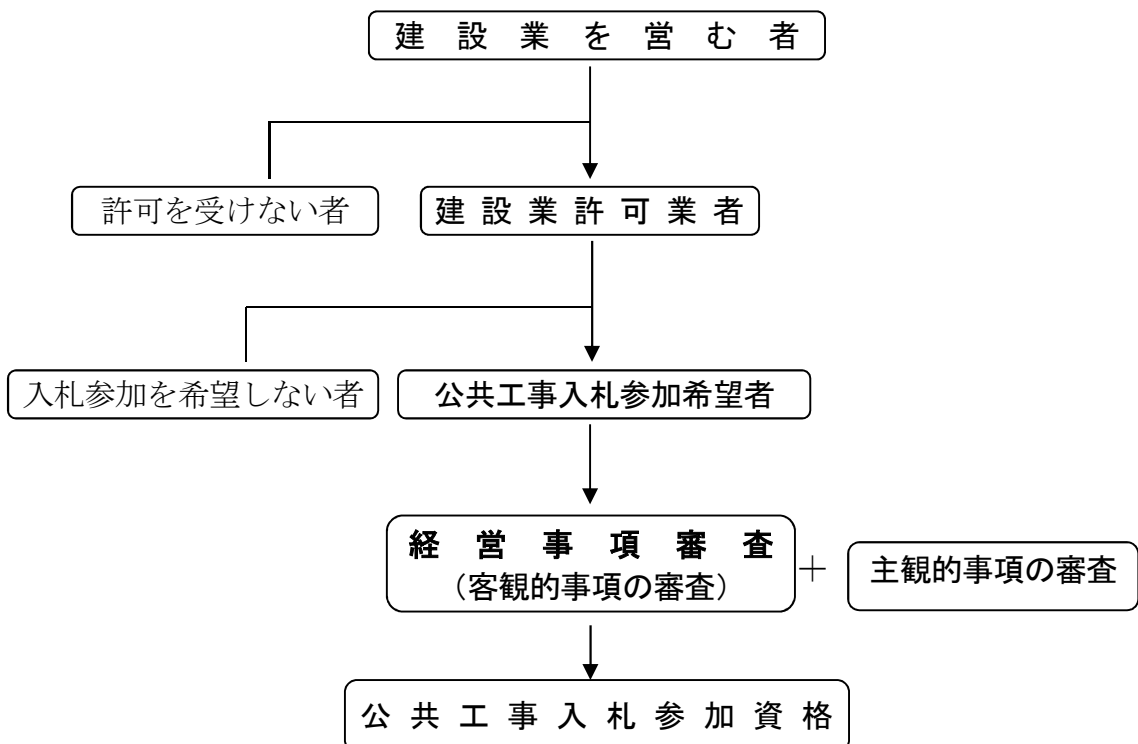 建設業を営む者
許可を受けない者
建設業許可業者
入札参加を希望しない者
公共工事入札参加希望者
経営事項審査
（客観的事項の審査）
＋
主観的事項の審査
公共工事入札参加資格